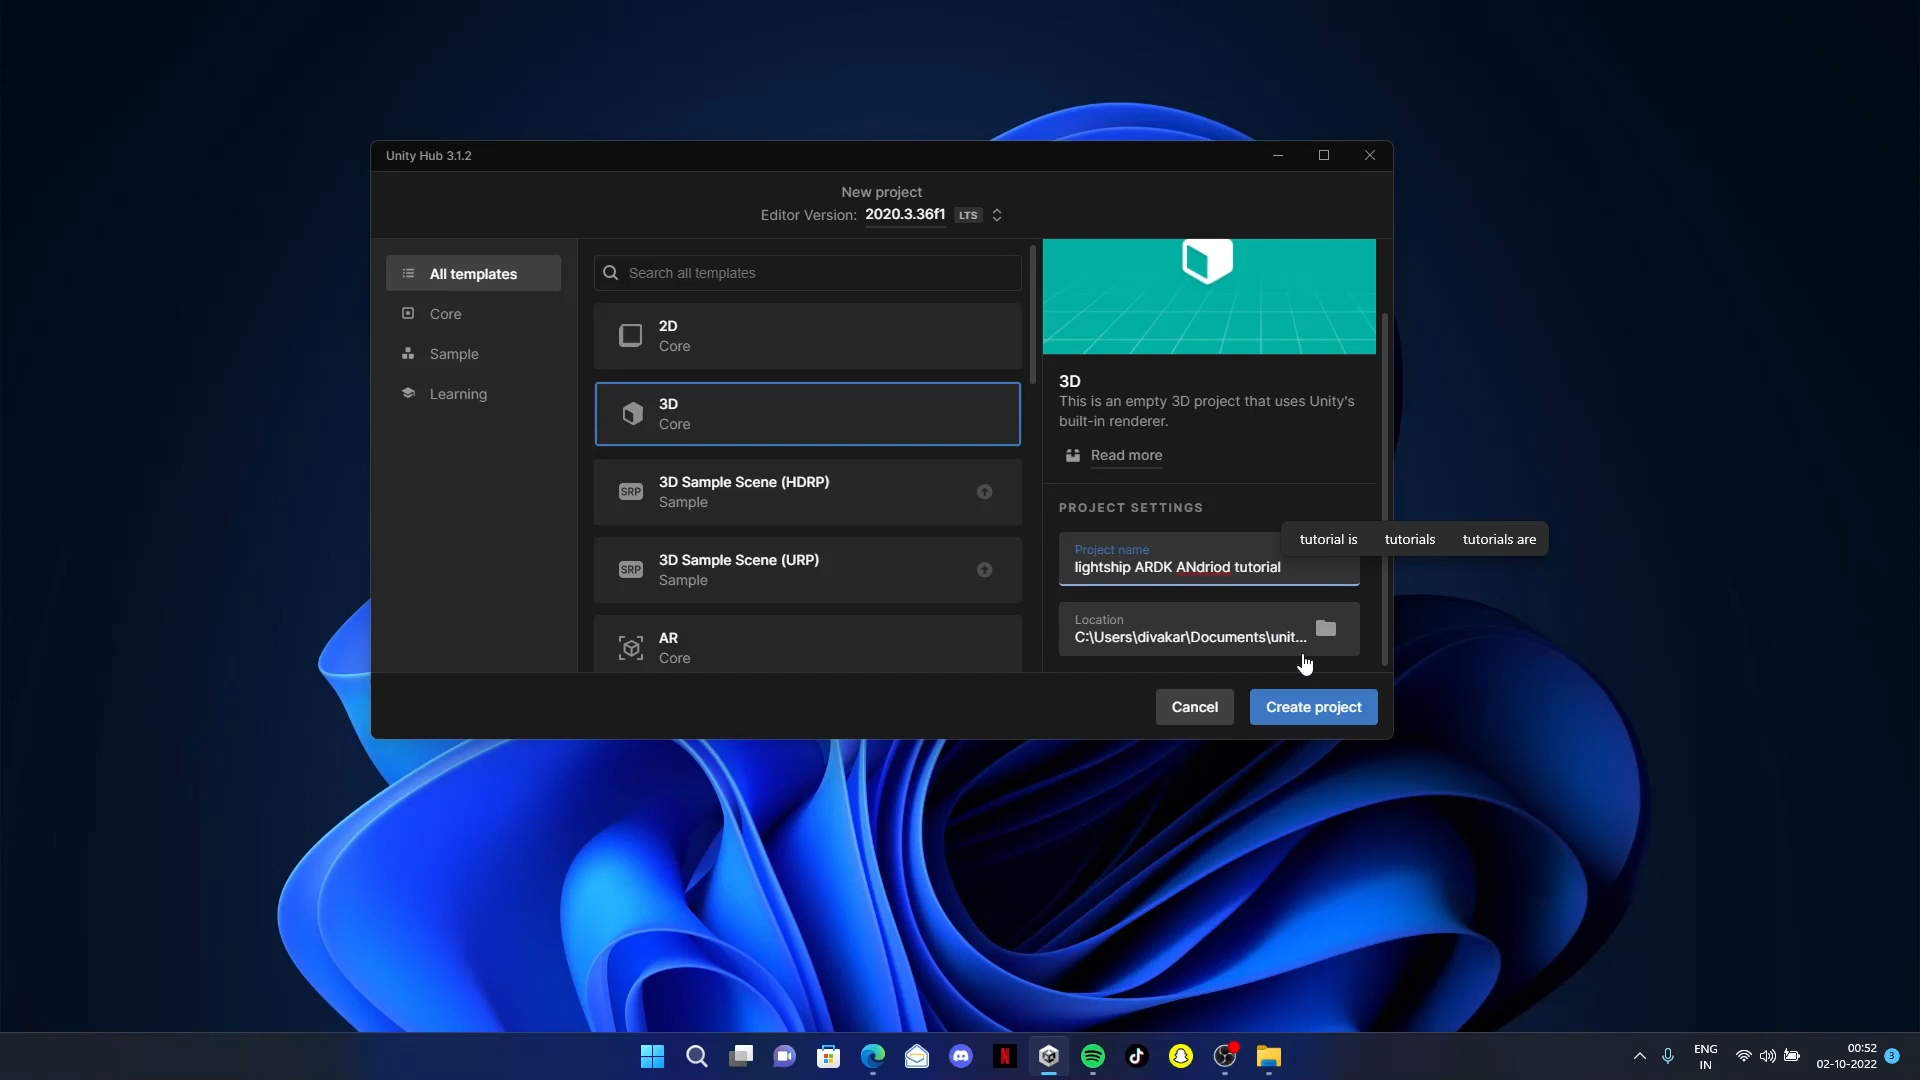 Unity Hub 3.1.2
New project
Editor Version: 2020.3.36f1 LTS
All templates
Core
Sample
Learning
Search all templates
2D
Core
3D
Core
SRP
3D Sample Scene (HDRP)
Sample
SRP
3D Sample Scene (URP)
Sample
AR
Core
3D
This is an empty 3D project that uses Unity's
built-in renderer.
Read more
PROJECT SETTINGS
tutorial is tutorials tutorials are
Project name
lightship ARDK ANdriod tutorial
Location
C:\Users\divakar\Documents\unit...
Cancel
Create project
N
ENG
IN
00:52
02-10-2022
3